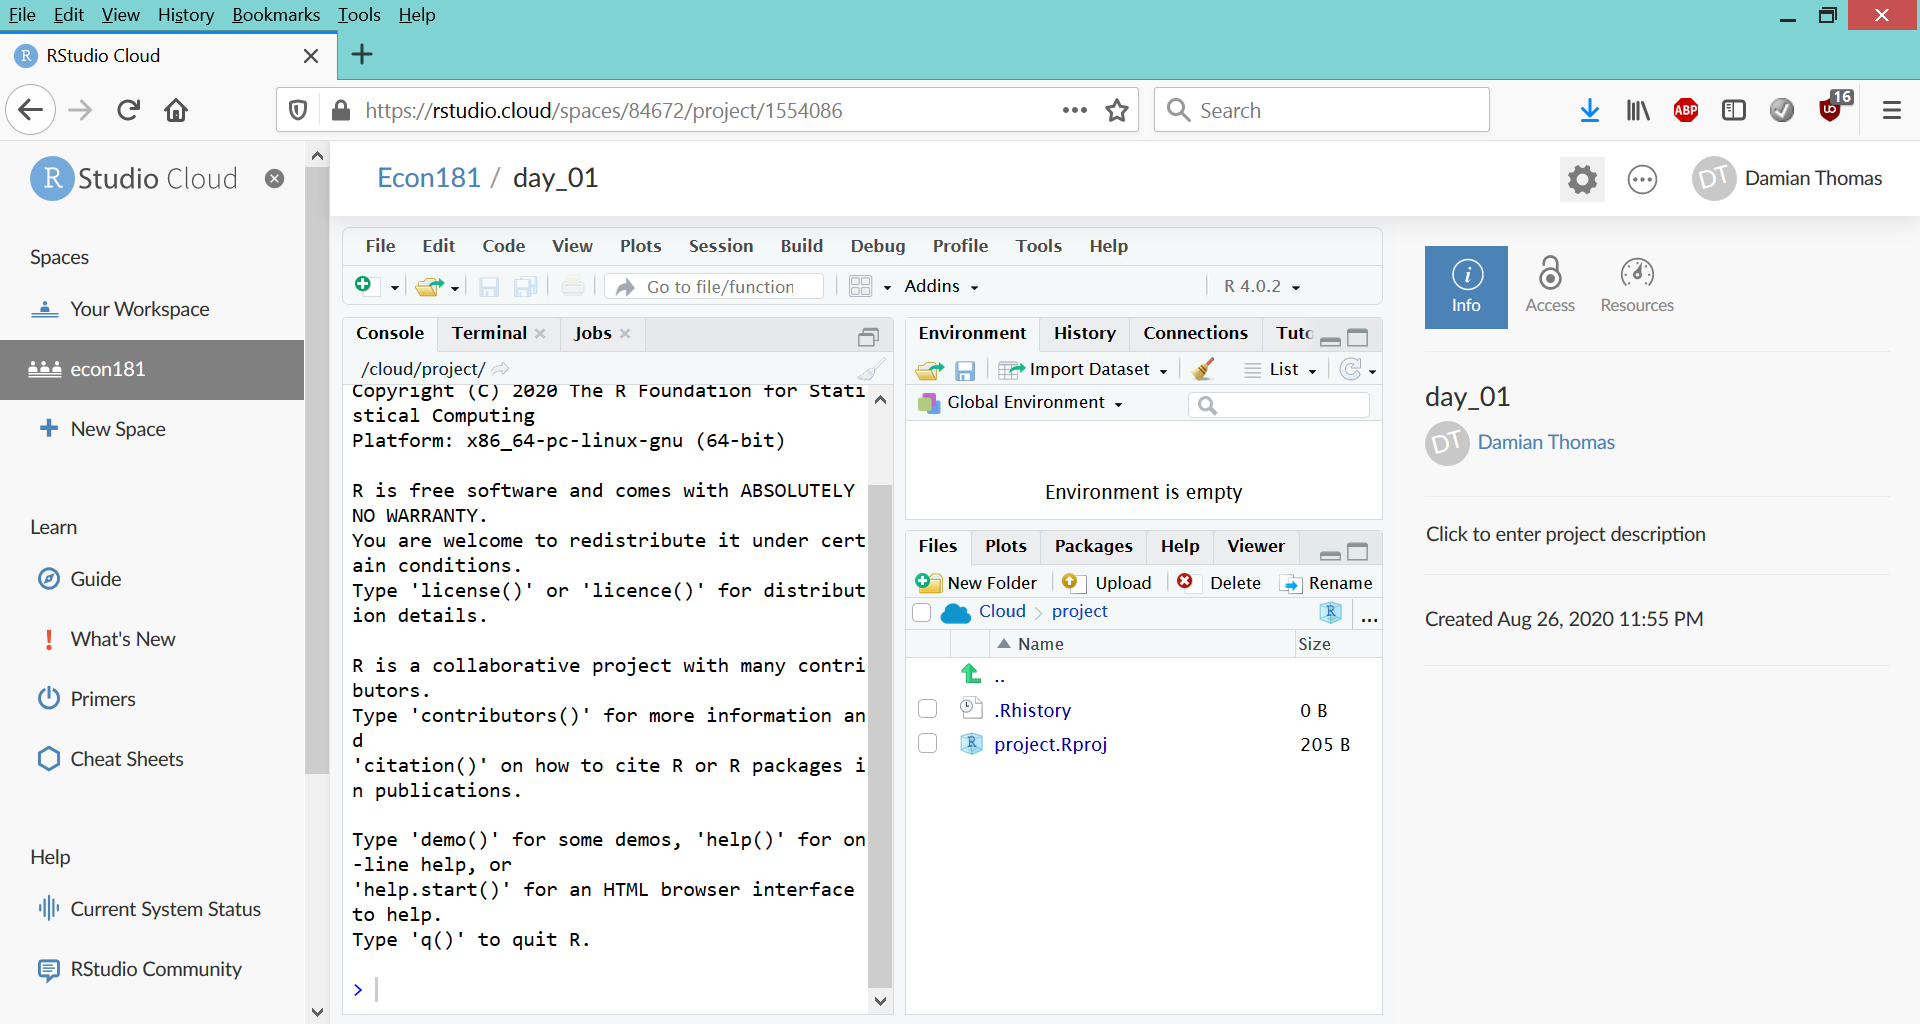 File Edit View History Bookmarks Tools Help
R RStudio Cloud
https://rstudio.cloud/spaces/84672/project/1554086
Search
ABP
16
R Studio Cloud
Econ181 / day_01
DT Damian Thomas
Spaces
Your Workspace
econ181
New Space
Learn
Guide
What's New
Primers
Cheat Sheets
Help
Current System Status
RStudio Community
File Edit Code View Plots Session Build Debug Profile Tools Help
Go to file/function
Addins
R 4.0.2
Console Terminal Jobs
/cloud/project/
Copyright (C) 2020 The R Foundation for Stati
stical Computing
Platform: x86_64-pc-linux-gnu (64-bit)
R is free software and comes with ABSOLUTELY
NO WARRANTY.
You are welcome to redistribute it under cert
ain conditions.
Type 'license()' or 'licence()' for distribut
ion details.
R is a collaborative project with many contri
butors.
Type 'contributors()' for more information an
d
'citation()' on how to cite R or R packages i
n publications.
Type 'demo()' for some demos, 'help()' for on
-line help, or
'help.start()' for an HTML browser interface
to help.
Type 'q()' to quit R.
>
Environment History Connections Tuto
Import Dataset List
Global Environment
Environment is empty
Files Plots Packages Help Viewer
New Folder Upload Delete Rename
Cloud project R ...
Name Size
..
.Rhistory 0 B
R project.Rproj 205 B
i
Info Access Resources
day_01
DT Damian Thomas
Click to enter project description
Created Aug 26, 2020 11:55 PM